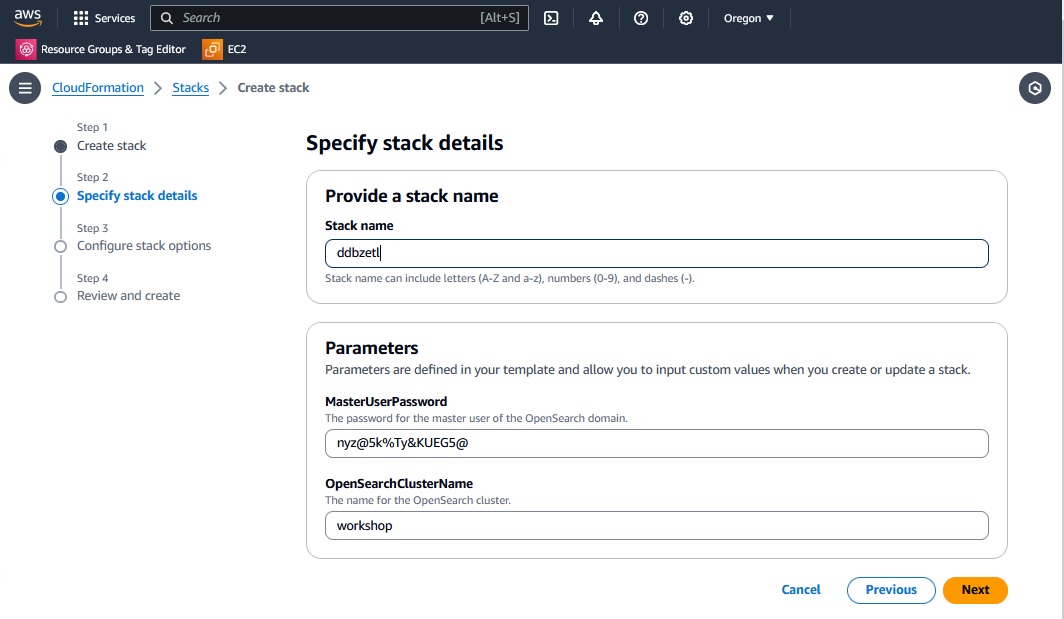 aws
Services
Search
[Alt+S]
Oregon
Resource Groups & Tag Editor
EC2
CloudFormation
Stacks
Create stack
Step 1
Create stack
Step 2
Specify stack details
Step 3
Configure stack options
Step 4
Review and create
Specify stack details
Provide a stack name
Stack name
ddbzetl
Stack name can include letters (A-Z and a-z), numbers (0-9), and dashes (-).
Parameters
Parameters are defined in your template and allow you to input custom values when you create or update a stack.
MasterUserPassword
The password for the master user of the OpenSearch domain.
nyz@5k%Ty&KUEG5@
OpenSearchClusterName
The name for the OpenSearch cluster.
workshop
Cancel
Previous
Next